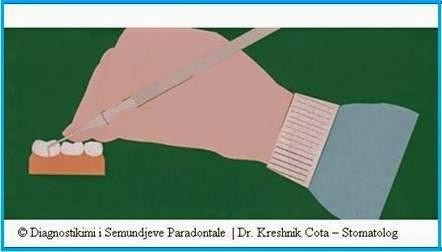 © Diagnostikimi i Semundjeve Paradontale | Dr. Kreshnik Cota – Stomatolog